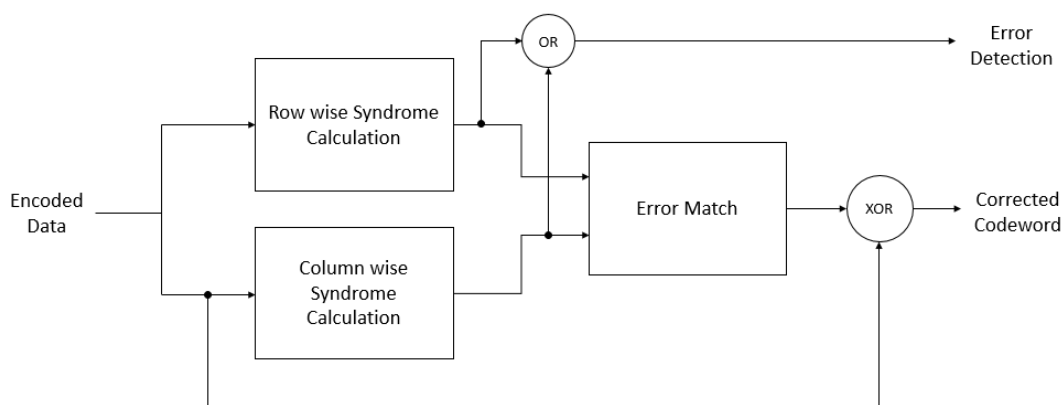 OR
Error
Detection
Row wise Syndrome
Calculation
Encoded
Data
Error Match
XOR
Corrected
Codeword
Column wise
Syndrome
Calculation